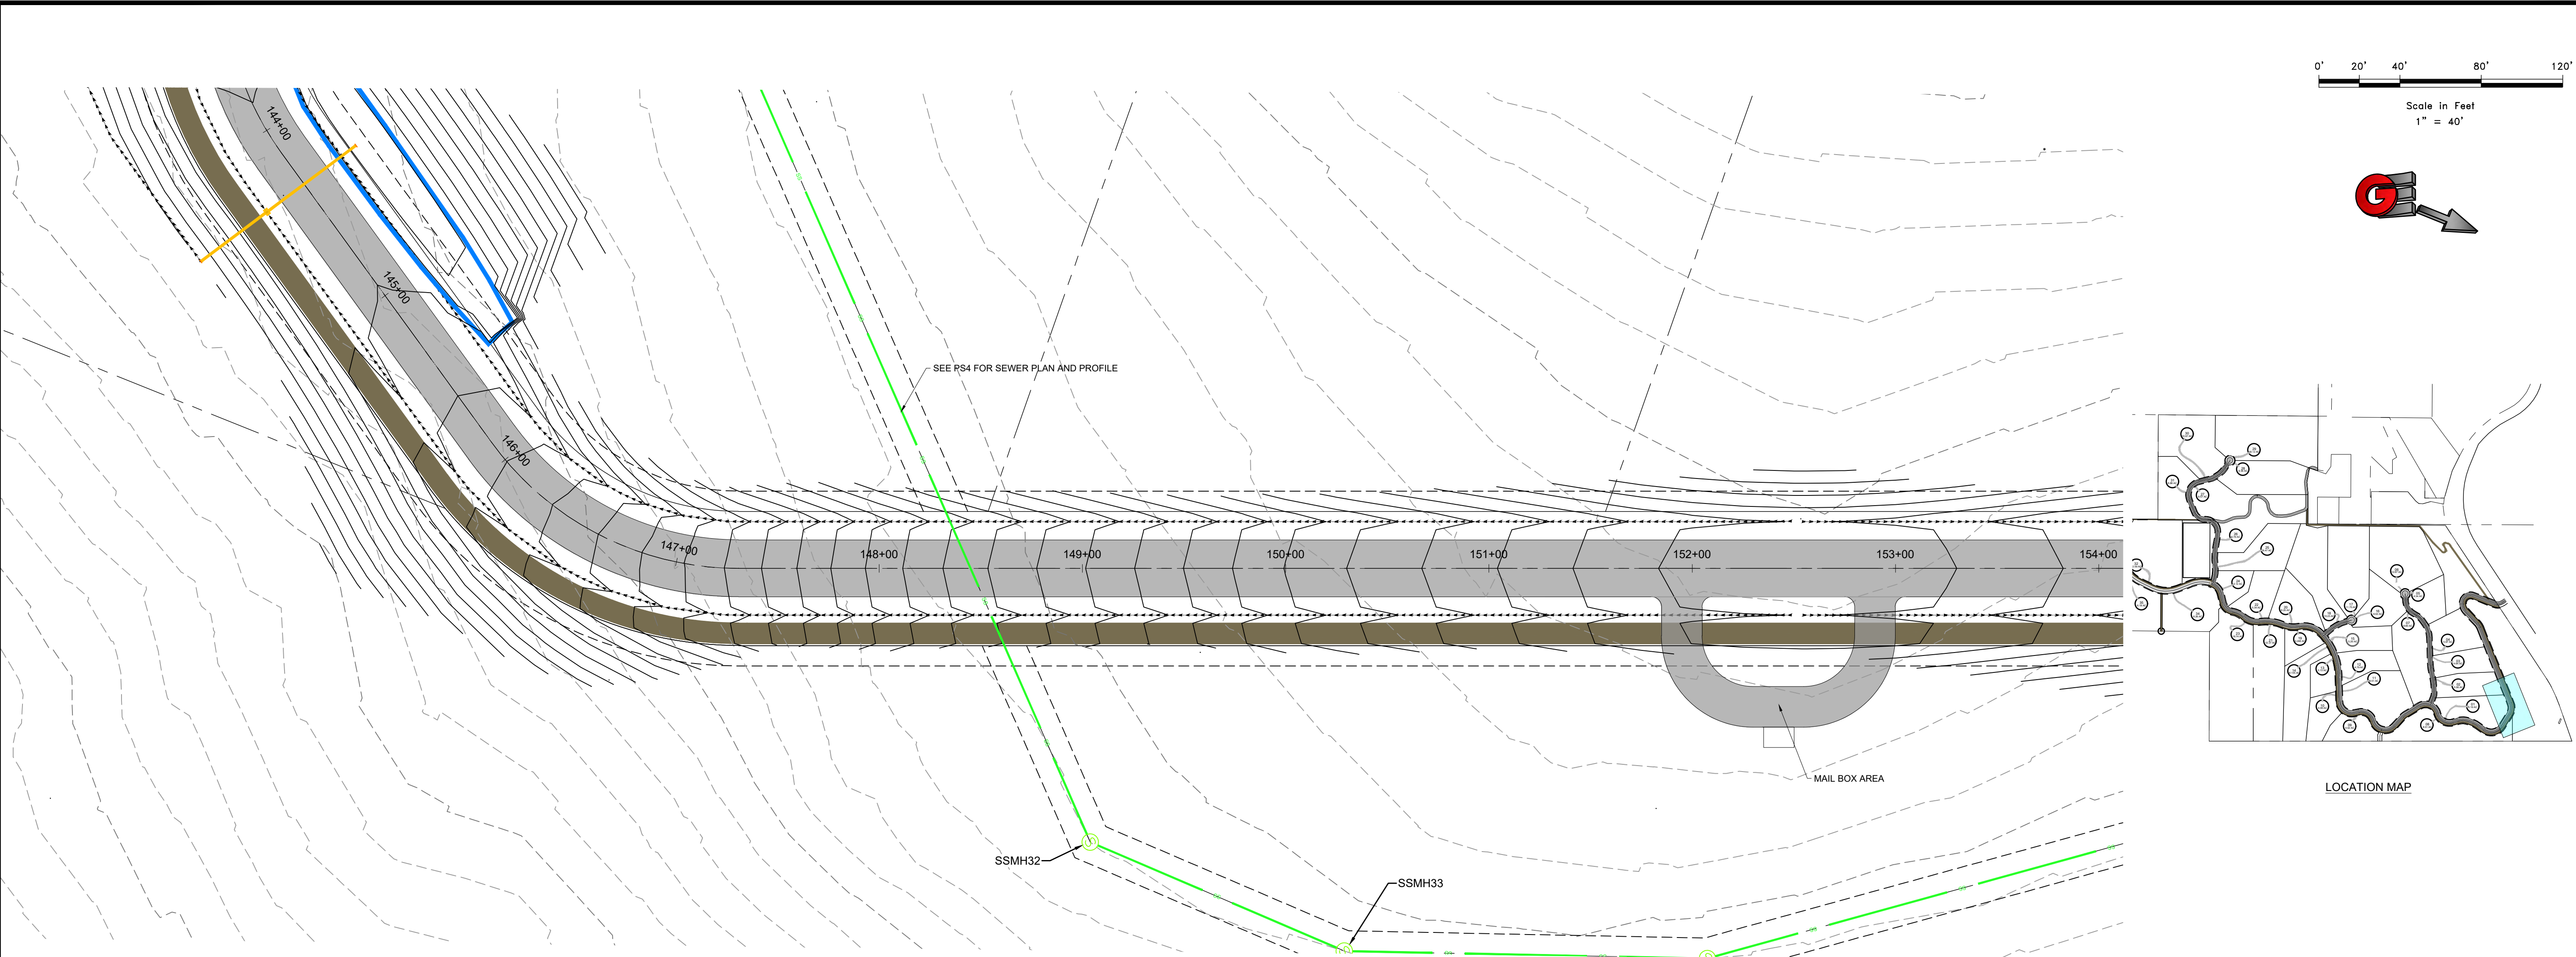 0' 20' 40' 80' 120'
Scale in Feet
1" = 40'
144+00
145+00
SEE PS4 FOR SEWER PLAN AND PROFILE
146+00
147+00
148+00
149+00
150+00
151+00
152+00
153+00
154+00
MAIL BOX AREA
LOCATION MAP
SSMH32
SSMH33